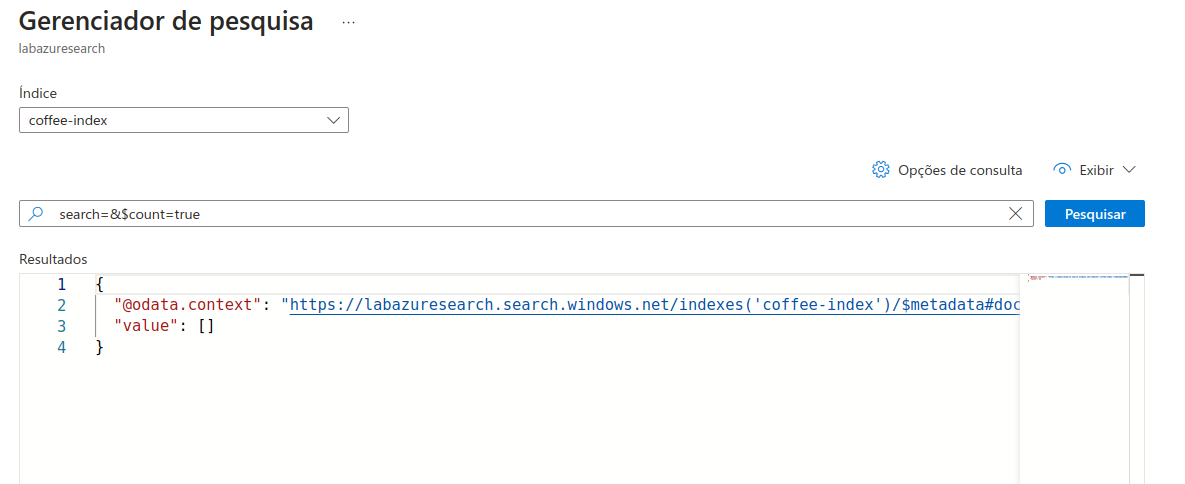 Gerenciador de pesquisa ...
labazuresearch
Índice
coffee-index
Opções de consulta Exibir
search=&$count=true Pesquisar
Resultados
1 {
2 "@odata.context": "https://labazuresearch.search.windows.net/indexes('coffee-index')/$metadata#doc
3 "value": []
4 }